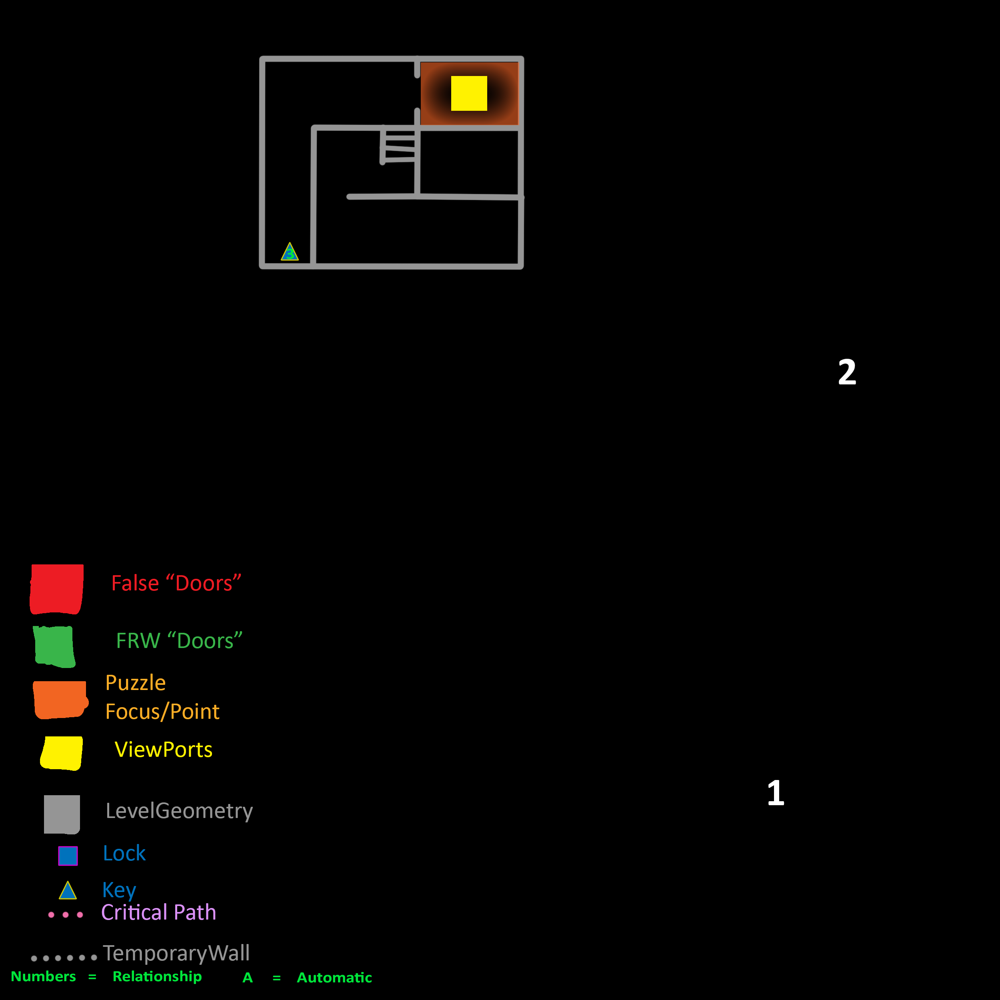 3
2
False “Doors”
FRW “Doors”
Puzzle
Focus/Point
ViewPorts
1
LevelGeometry
Lock
Key
Critical Path
TemporaryWall
Numbers = Relationship A = Automatic